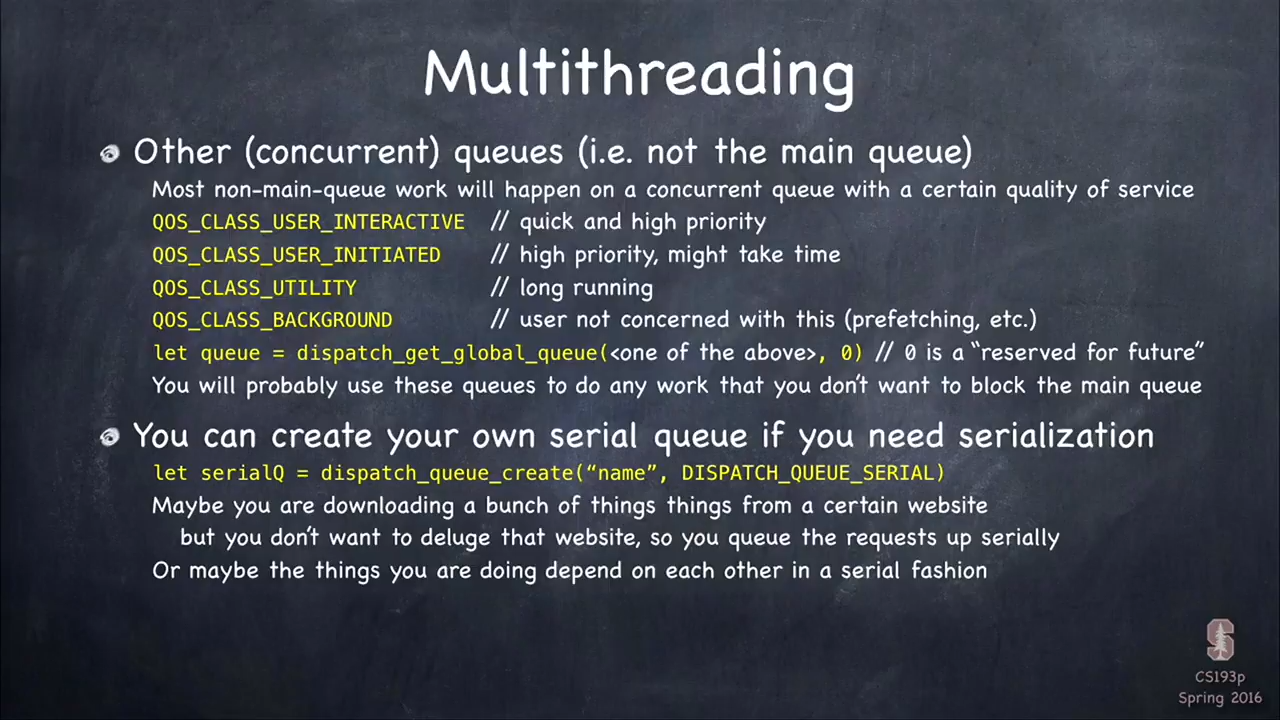 Multithreading
Other (concurrent) queues (i.e. not the main queue)
Most non-main-queue work will happen on a concurrent queue with a certain quality of service
QOS_CLASS_USER_INTERACTIVE // quick and high priority
QOS_CLASS_USER_INITIATED // high priority, might take time
QOS_CLASS_UTILITY // long running
QOS_CLASS_BACKGROUND // user not concerned with this (prefetching, etc.)
let queue = dispatch_get_global_queue(<one of the above>, 0) // 0 is a “reserved for future”
You will probably use these queues to do any work that you don’t want to block the main queue
You can create your own serial queue if you need serialization
let serialQ = dispatch_queue_create(“name”, DISPATCH_QUEUE_SERIAL)
Maybe you are downloading a bunch of things things from a certain website
but you don’t want to deluge that website, so you queue the requests up serially
Or maybe the things you are doing depend on each other in a serial fashion
S
CS193p
Spring 2016